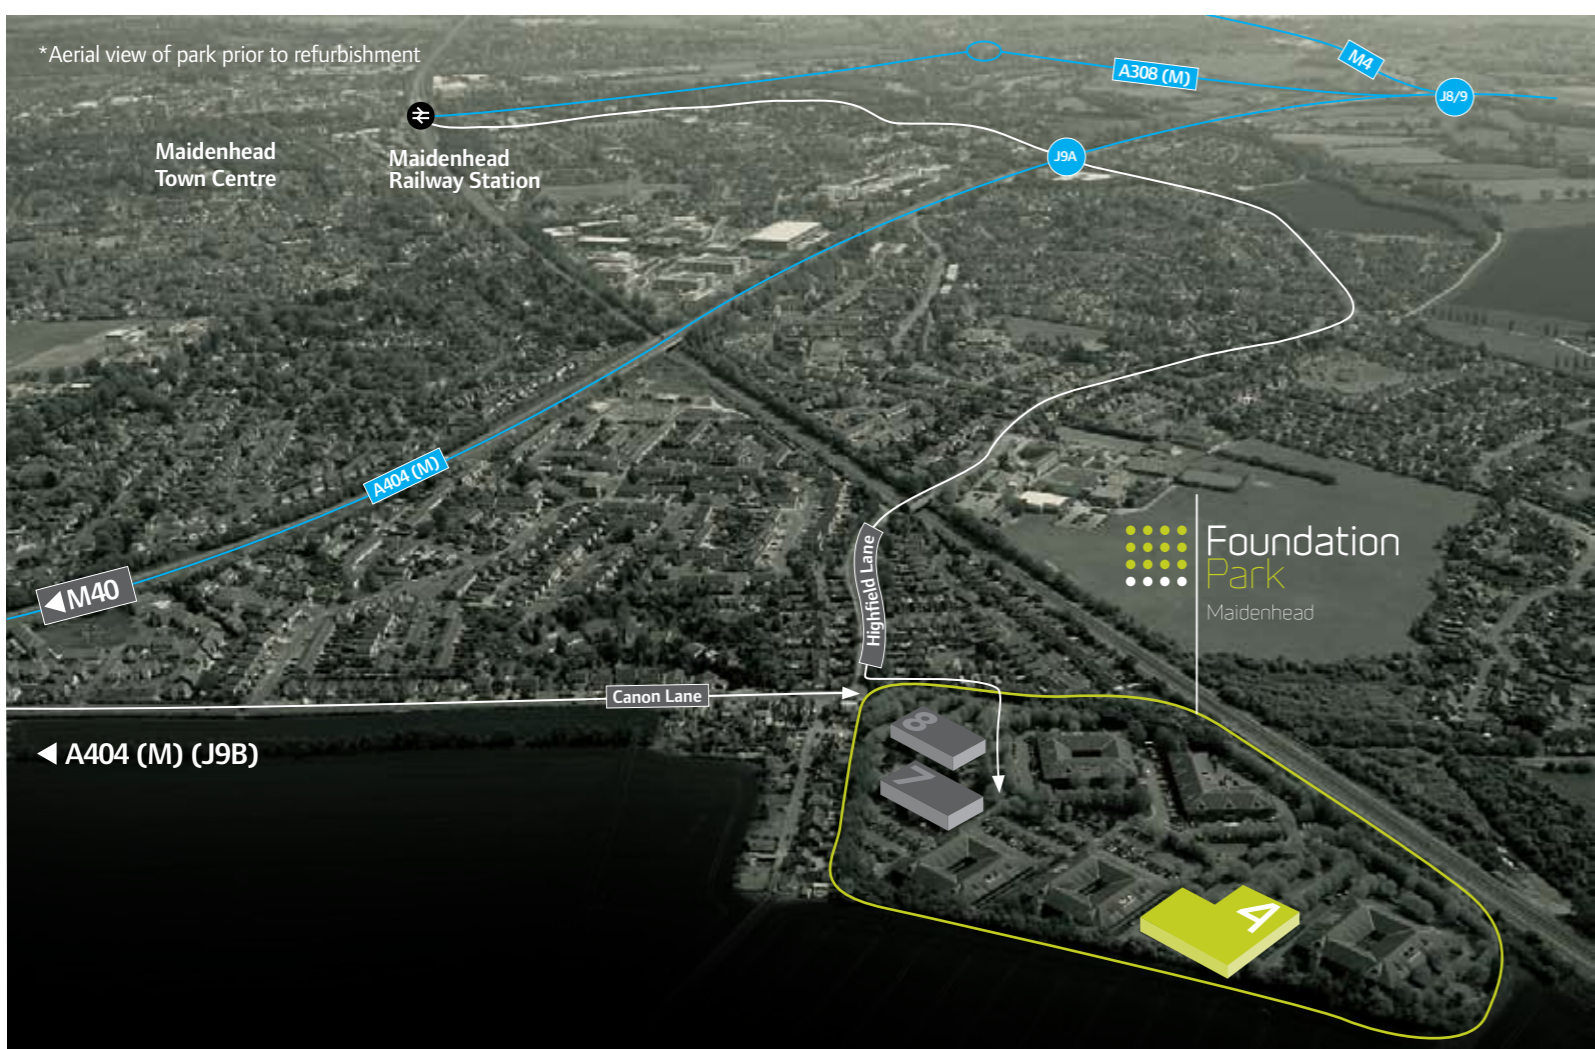 *Aerial view of park prior to refurbishment
M4
A308 (M)
J8/9
Maidenhead
Town Centre
Maidenhead
Railway Station
J9A
A404 (M)
M40
Highfield Lane
Foundation
Park
Maidenhead
Canon Lane
A404 (M) (J9B)
8
7
4